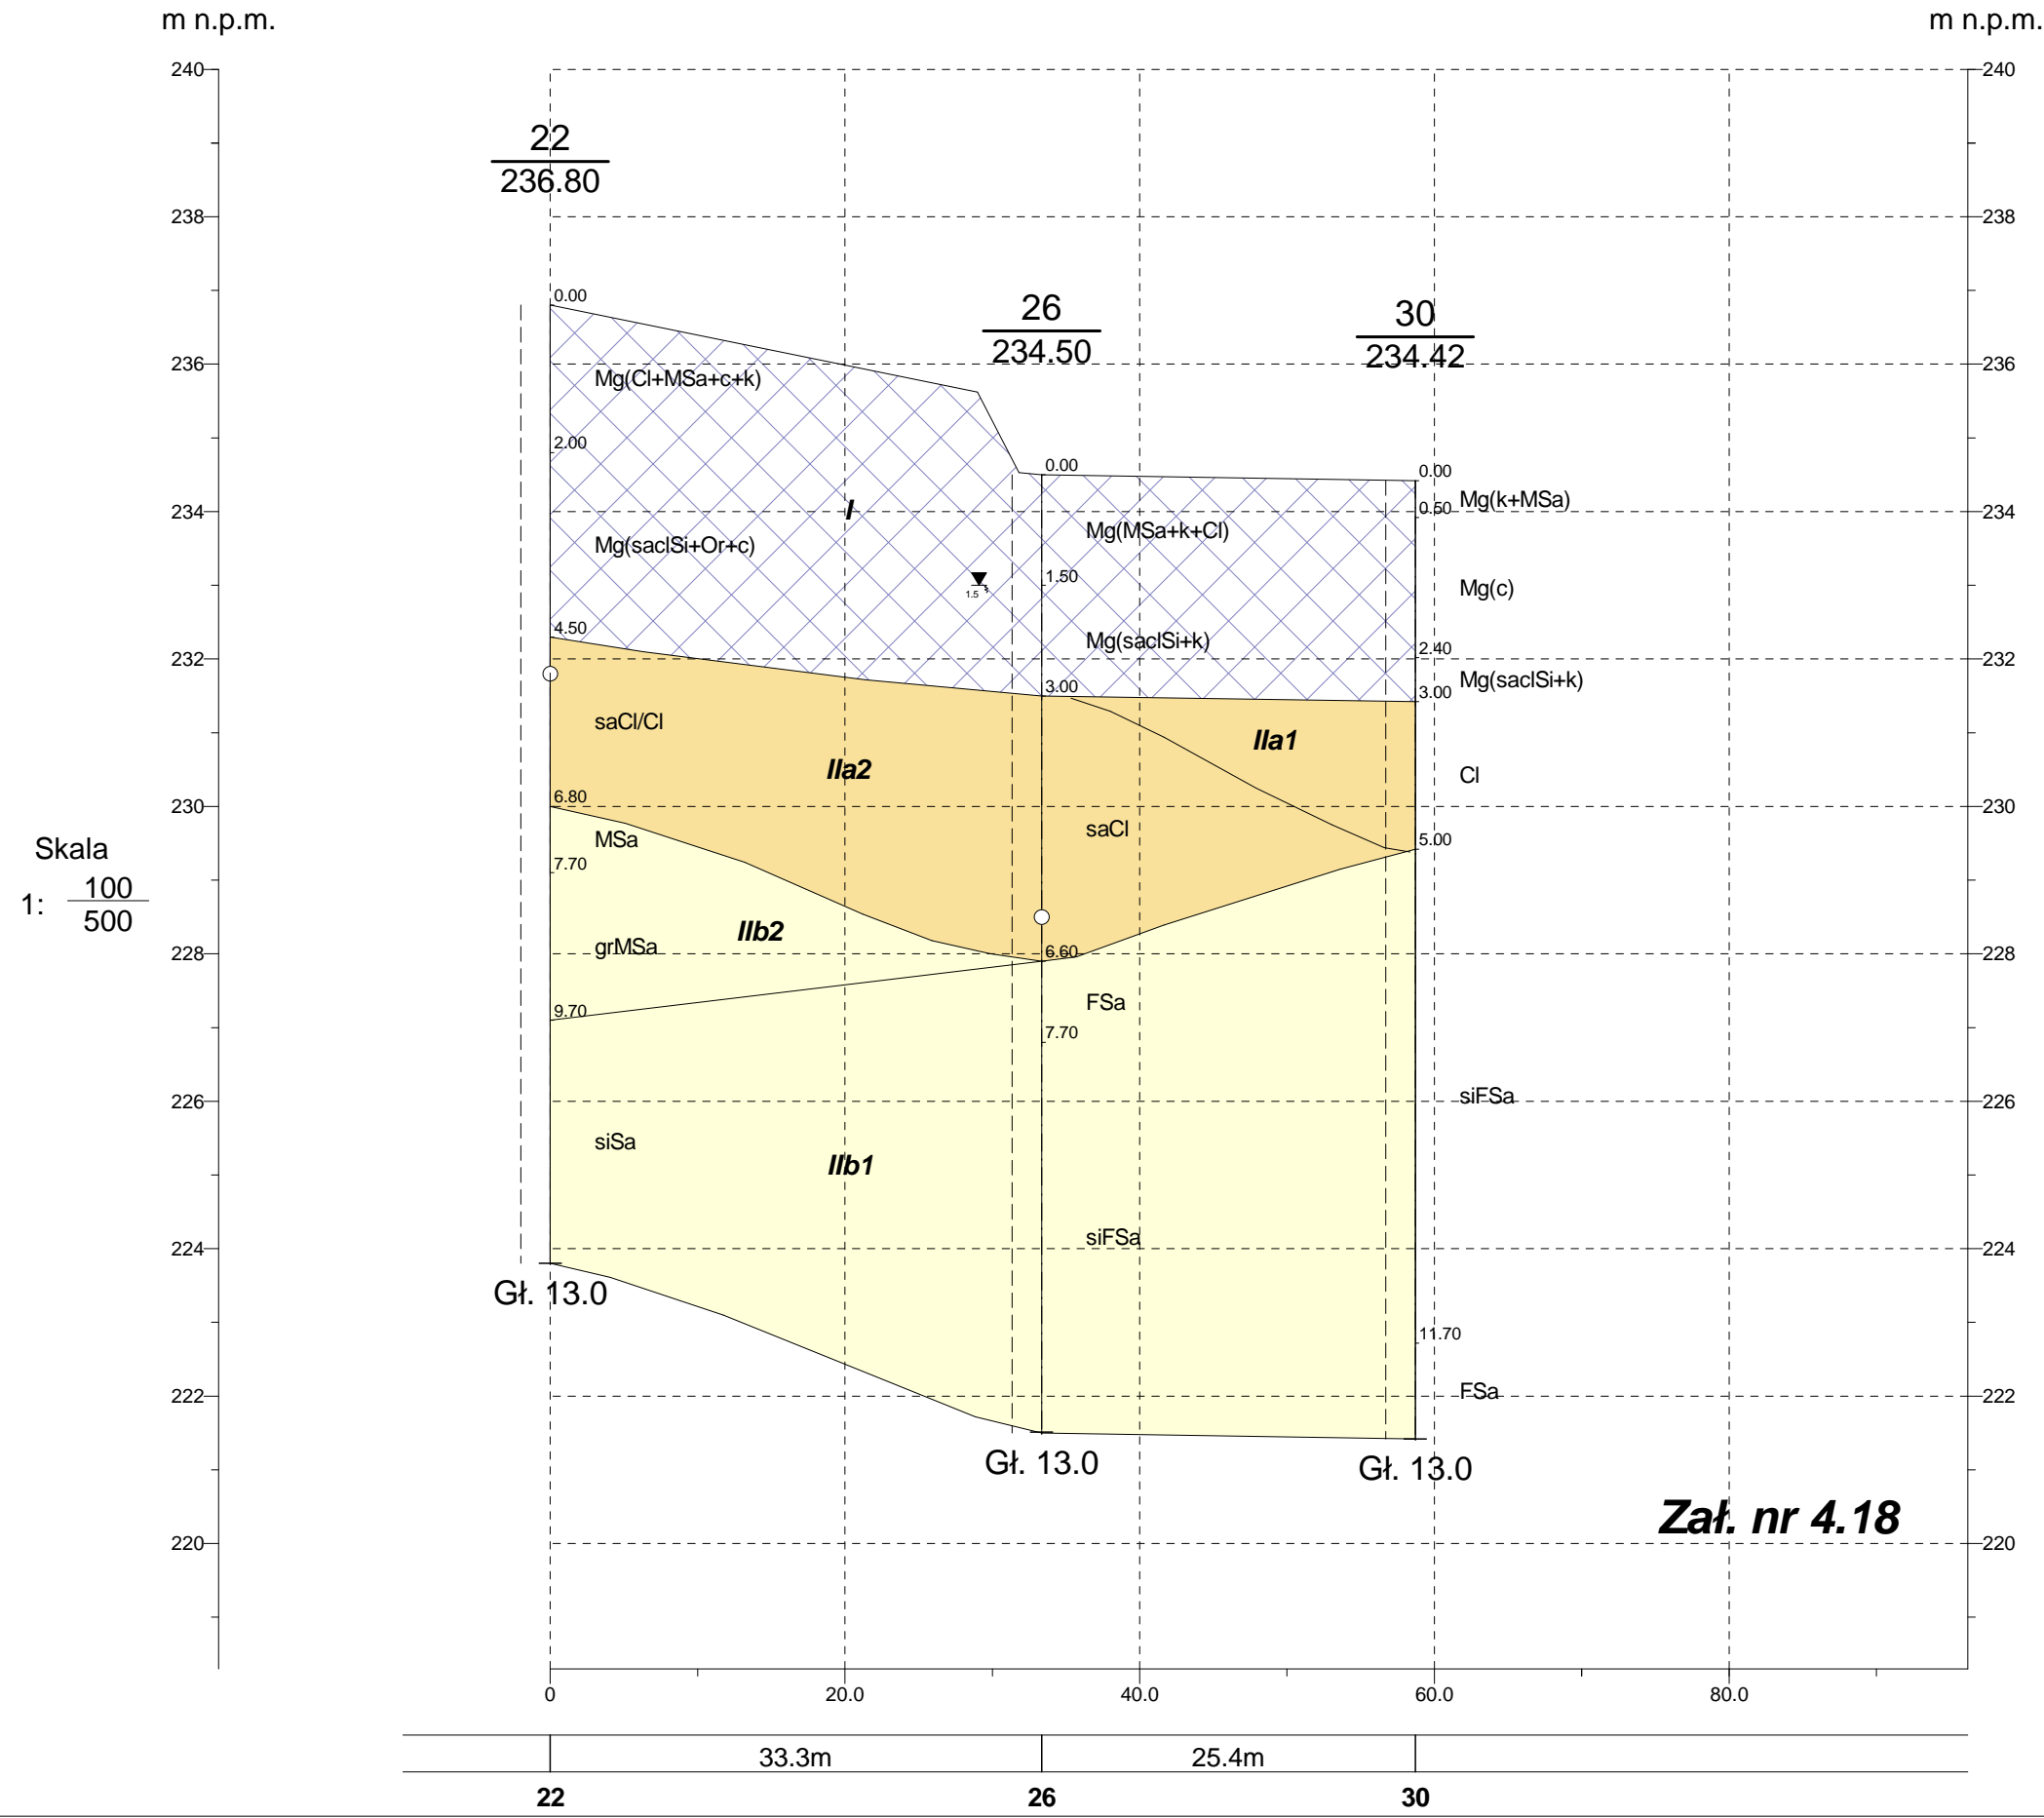 m n.p.m.
m n.p.m.
240
240
22
236.80
238
238
0.00
26
234.50
30
234.42
236
236
Mg(Cl+MSa+c+k)
2.00
0.00
0.00
Mg(k+MSa)
0.50
234
I
234
Mg(MSa+k+Cl)
Mg(saclSi+Or+c)
1.50
1.5
Mg(c)
4.50
Mg(saclSi+k)
2.40
232
232
Mg(saclSi+k)
3.00
3.00
saCl/Cl
IIa1
IIa2
Cl
6.80
230
230
saCl
MSa
5.00
Skala
7.70
1: 100
500
IIb2
grMSa
228
6.60
228
FSa
9.70
7.70
226
siFSa
226
siSa
IIb1
siFSa
224
224
Gł. 13.0
11.70
222
FSa
222
Gł. 13.0
Gł. 13.0
Zał. nr 4.18
220
220
0
20.0
40.0
60.0
80.0
33.3m
25.4m
22
26
30